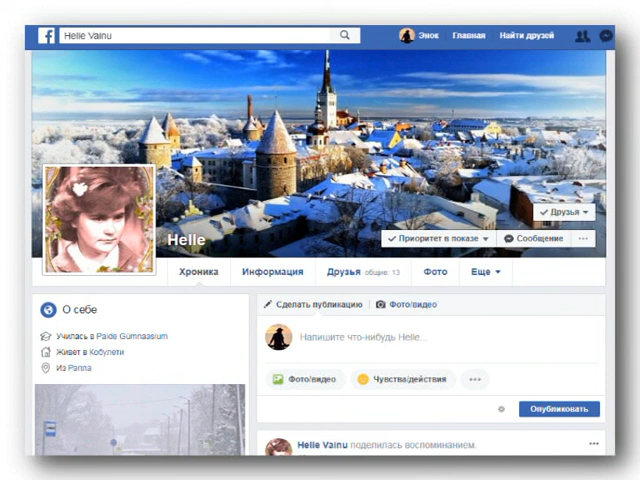 Helle Vainu
Энок Главная Найти друзей
Друзья
Helle
Приоритет в показе Сообщение ...
Хроника Информация Друзья общие: 13 Фото Еще
О себе
Училась в Paide Gümnaasium
Живет в Кобулети
Из Рапла
Сделать публикацию Фото/видео
Напишите что-нибудь Helle...
Фото/видео Чувства/действия ...
Опубликовать
Helle Vainu поделилась воспоминанием. ...